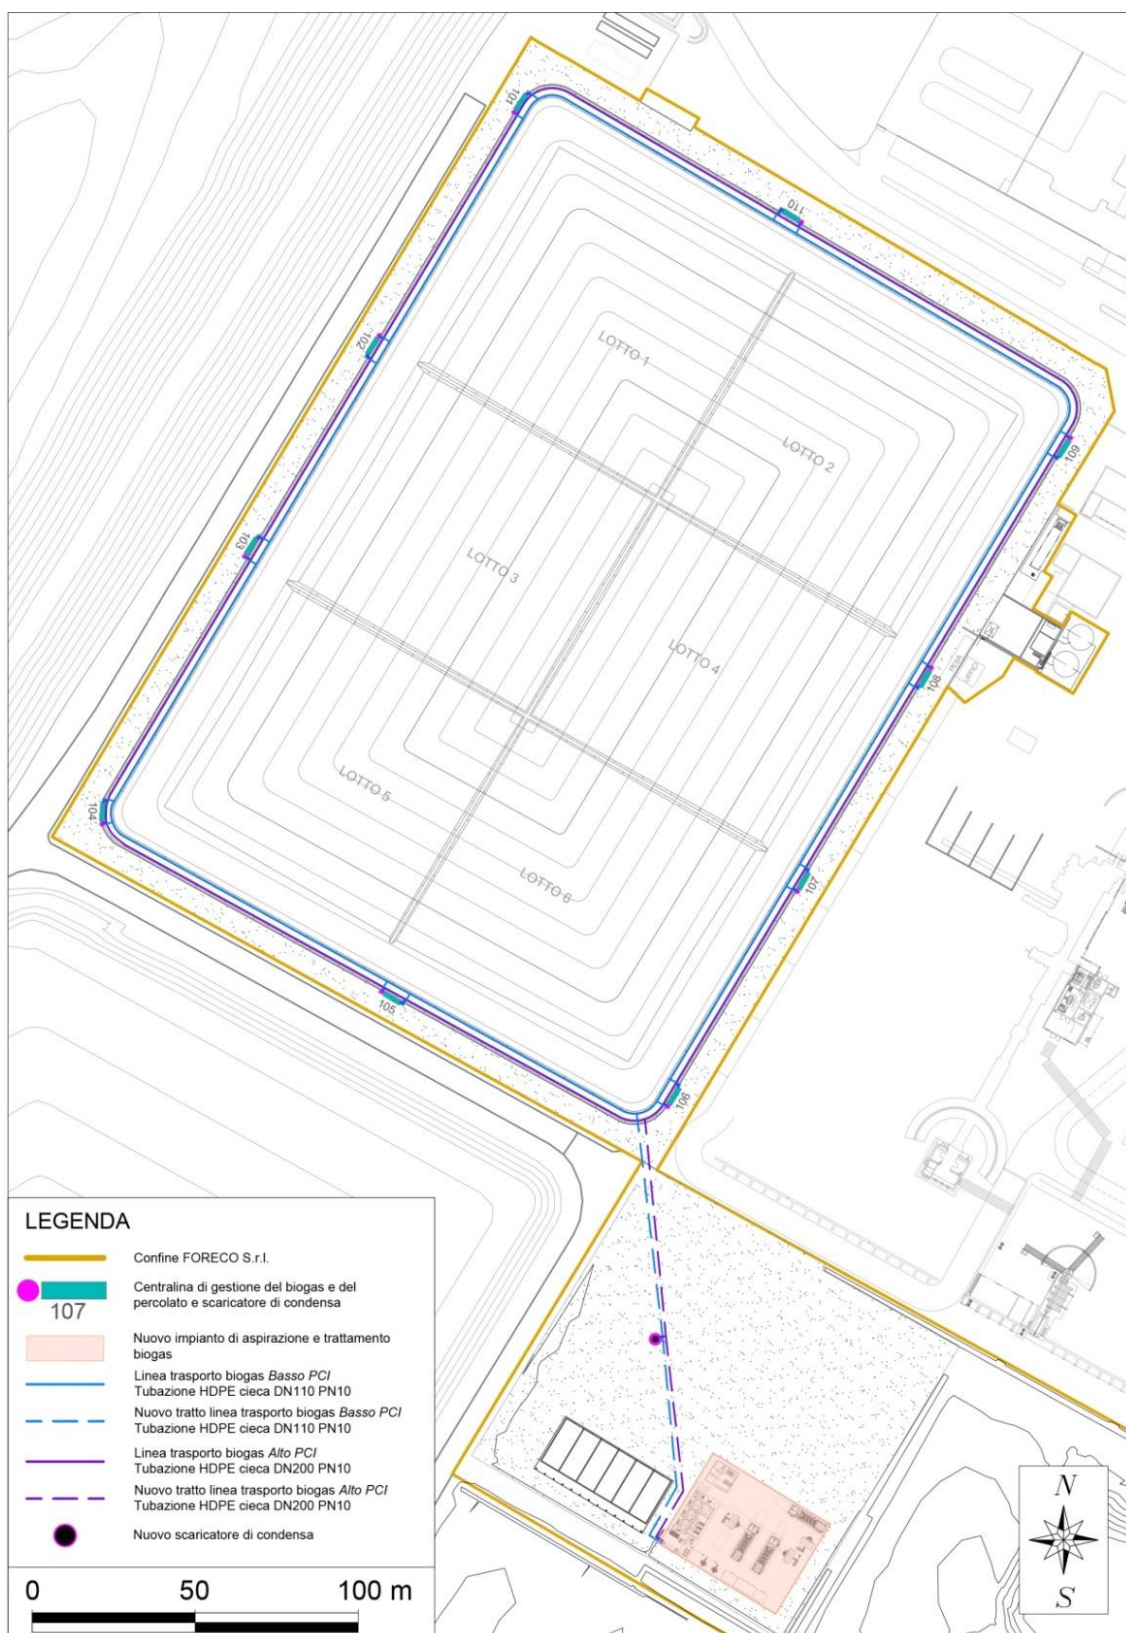 101
110
102
LOTTO 1
LOTTO 2
109
103
LOTTO 3
LOTTO 4
PESA
UFFICI
108
LOTTO 5
104
LOTTO 6
107
105
106
LEGENDA
Confine FORECO S.r.l.
Centralina di gestione del biogas e del
percolato e scaricatore di condensa
107
Nuovo impianto di aspirazione e trattamento
biogas
Linea trasporto biogas Basso PCI
Tubazione HDPE cieca DN110 PN10
Nuovo tratto linea trasporto biogas Basso PCI
Tubazione HDPE cieca DN110 PN10
Linea trasporto biogas Alto PCI
Tubazione HDPE cieca DN200 PN10
Nuovo tratto linea trasporto biogas Alto PCI
Tubazione HDPE cieca DN200 PN10
Nuovo scaricatore di condensa
0 50 100 m
N
S